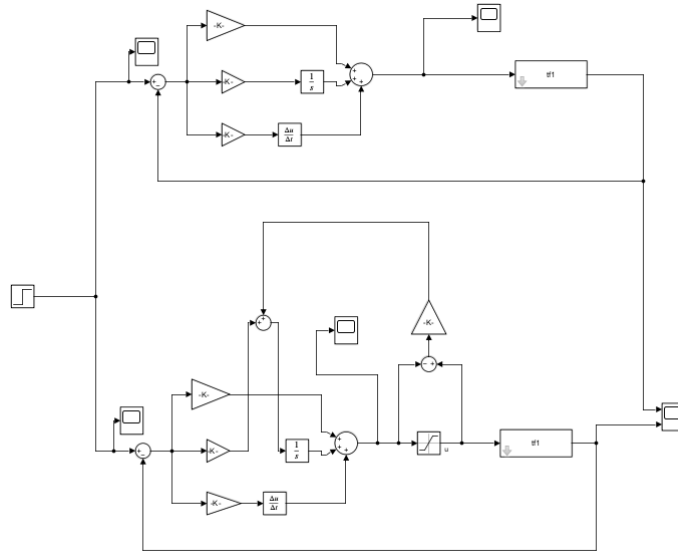 -K-
+
+
+
tf1
+
-
-K-
1
s
-K-
Δu
Δt
-K-
+
+
- +
-K-
+
+
+
u
tf1
+
-
-K-
1
s
-K-
Δu
Δt